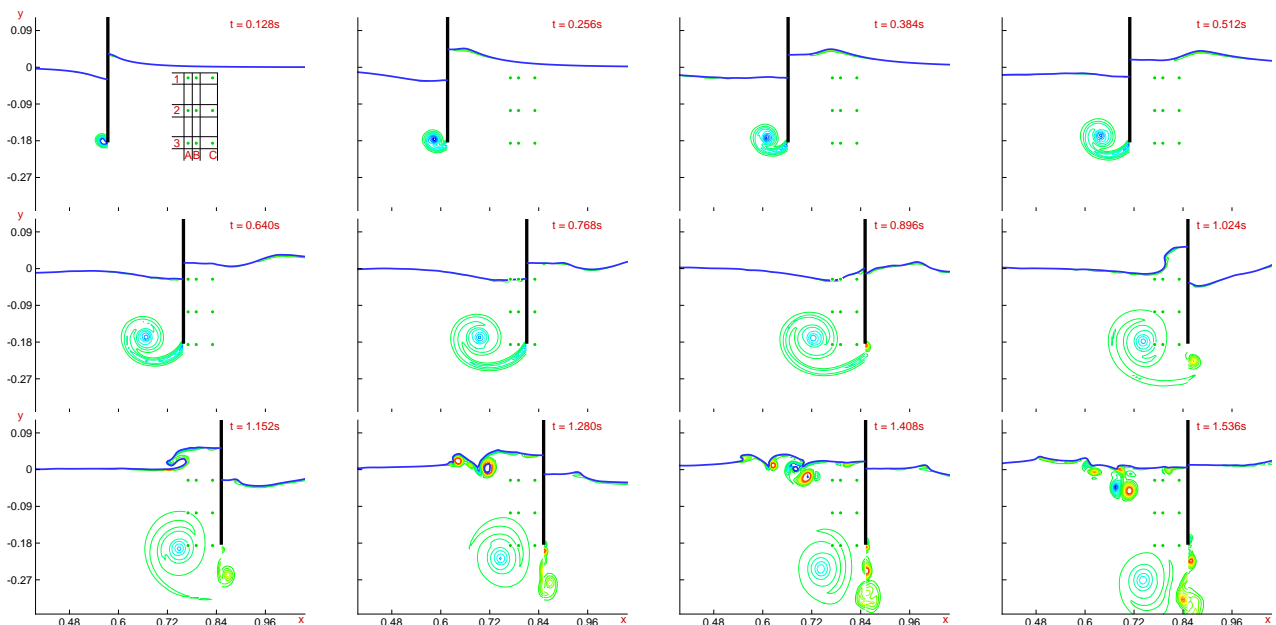 y
t = 0.128s
t = 0.256s
t = 0.384s
t = 0.512s
0.09
0
1
-0.09
2
-0.18
3
A B C
-0.27
y
t = 0.640s
t = 0.768s
t = 0.896s
t = 1.024s
0.09
0
-0.09
-0.18
-0.27
y
t = 1.152s
t = 1.280s
t = 1.408s
t = 1.536s
0.09
0
-0.09
-0.18
-0.27
0.48 0.6 0.72 0.84 0.96 x
0.48 0.6 0.72 0.84 0.96 x
0.48 0.6 0.72 0.84 0.96 x
0.48 0.6 0.72 0.84 0.96 x